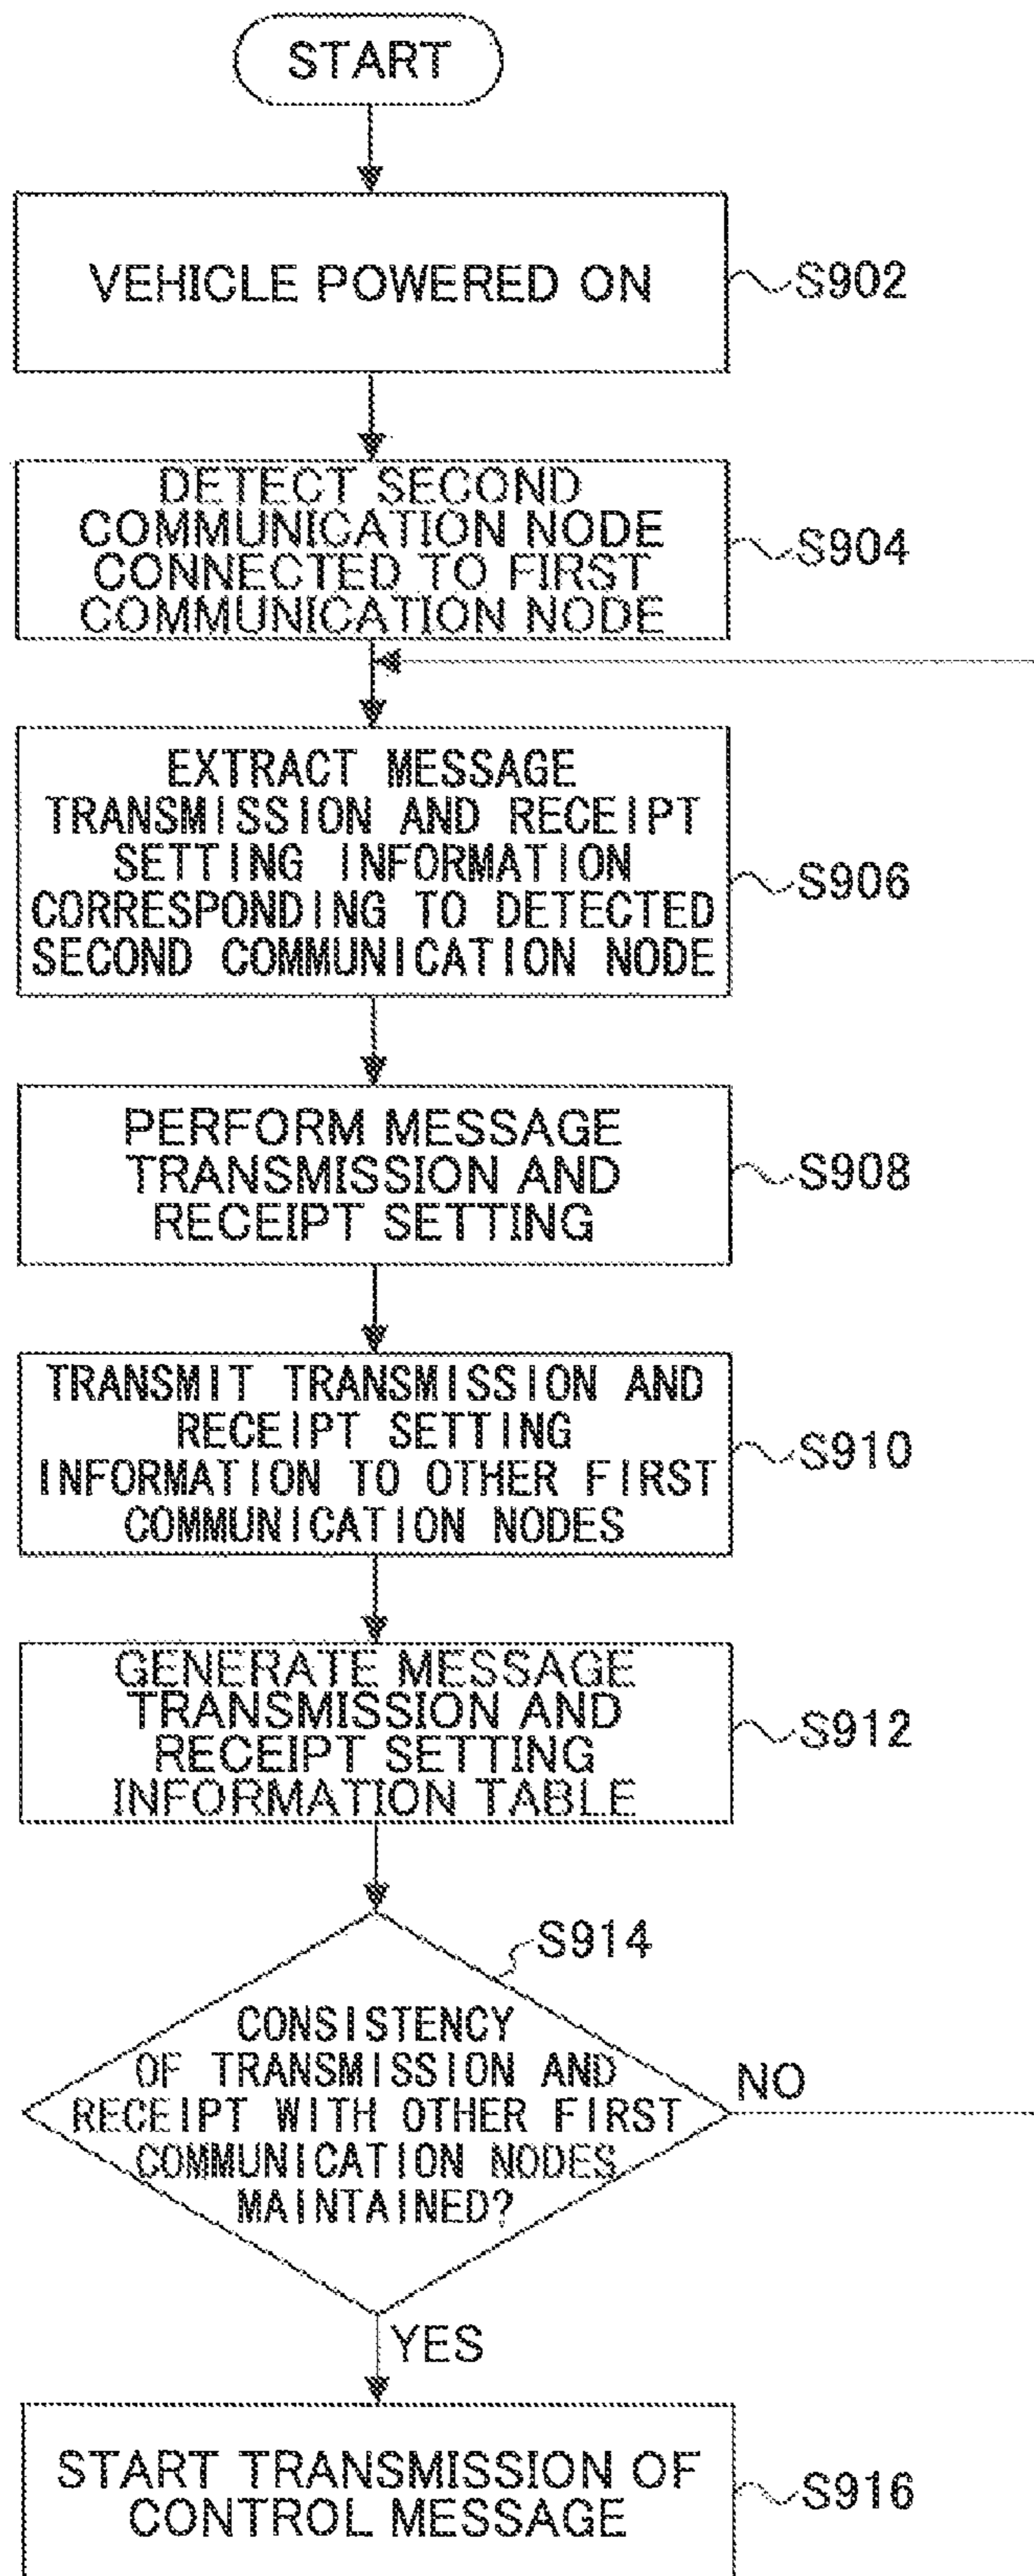 START
VEHICLE POWERED ON
S902
DETECT SECOND
COMMUNICATION NODE
CONNECTED TO FIRST
COMMUNICATION NODE
S904
EXTRACT MESSAGE
TRANSMISSION AND RECEIPT
SETTING INFORMATION
CORRESPONDING TO DETECTED
SECOND COMMUNICATION NODE
S906
PERFORM MESSAGE
TRANSMISSION AND
RECEIPT SETTING
S908
TRANSMIT TRANSMISSION AND
RECEIPT SETTING
INFORMATION TO OTHER FIRST
COMMUNICATION NODES
S910
GENERATE MESSAGE
TRANSMISSION AND
RECEIPT SETTING
INFORMATION TABLE
S912
S914
CONSISTENCY
OF TRANSMISSION AND
RECEIPT WITH OTHER FIRST
COMMUNICATION NODES
MAINTAINED?
NO
YES
START TRANSMISSION OF
CONTROL MESSAGE
S916